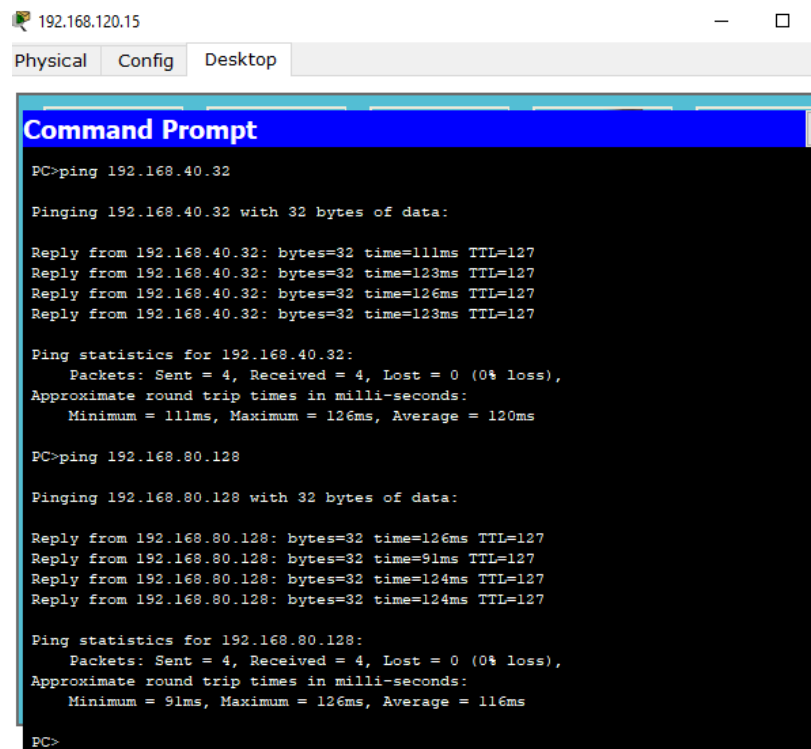 192.168.120.15
Physical Config Desktop
Command Prompt
PC>ping 192.168.40.32
Pinging 192.168.40.32 with 32 bytes of data:
Reply from 192.168.40.32: bytes=32 time=111ms TTL=127
Reply from 192.168.40.32: bytes=32 time=123ms TTL=127
Reply from 192.168.40.32: bytes=32 time=126ms TTL=127
Reply from 192.168.40.32: bytes=32 time=123ms TTL=127
Ping statistics for 192.168.40.32:
Packets: Sent = 4, Received = 4, Lost = 0 (0% loss),
Approximate round trip times in milli-seconds:
Minimum = 111ms, Maximum = 126ms, Average = 120ms
PC>ping 192.168.80.128
Pinging 192.168.80.128 with 32 bytes of data:
Reply from 192.168.80.128: bytes=32 time=126ms TTL=127
Reply from 192.168.80.128: bytes=32 time=91ms TTL=127
Reply from 192.168.80.128: bytes=32 time=124ms TTL=127
Reply from 192.168.80.128: bytes=32 time=124ms TTL=127
Ping statistics for 192.168.80.128:
Packets: Sent = 4, Received = 4, Lost = 0 (0% loss),
Approximate round trip times in milli-seconds:
Minimum = 91ms, Maximum = 126ms, Average = 116ms
PC>